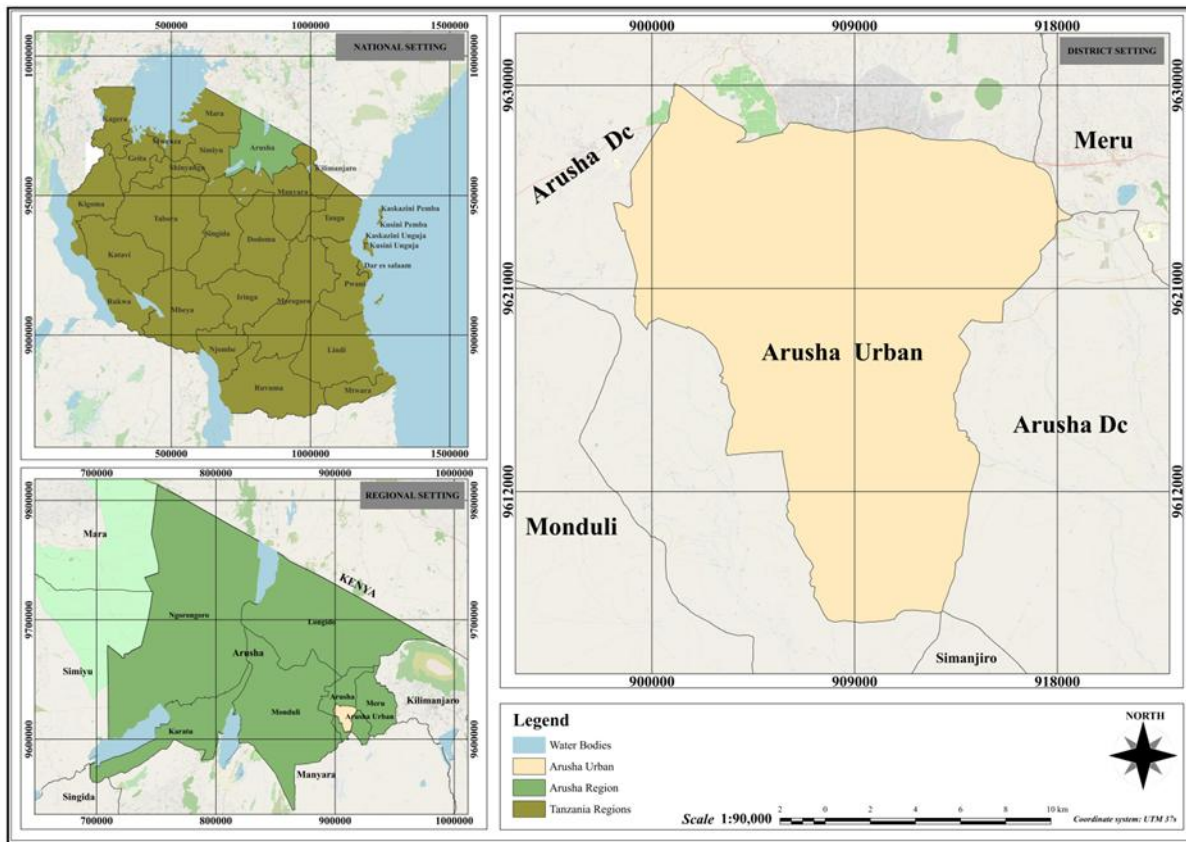 500000 1000000 1500000
NATIONAL SETTING
10000000
9500000
9000000
Kagera
Mara
Mwanza
Geita
Simiyu
Arusha
Shinyanga
Kilimanjaro
Kigoma
Manyara
Tabora
Singida
Dodoma
Tanga
Kaskazini Pemba
Kusini Pemba
Kaskazini Unguja
Kusini Unguja
Katavi
Dar es salaam
Pwani
Rukwa
Mbeya
Iringa
Morogoro
Njombe
Lindi
Ruvuma
Mtwara
500000 1000000 1500000
700000 800000 900000 1000000
REGIONAL SETTING
9800000 9800000
9700000 9700000
9600000 9600000
Mara
KENYA
Ngorongoro
Longido
Arusha
Simiyu
Arusha
Meru
Kilimanjaro
Monduli
Arusha Urban
Karata
Manyara
Singida
700000 800000 900000 1000000
900000 909000 918000
DISTRICT SETTING
9630000 9630000
9621000 9621000
9612000 9612000
Arusha Dc
Meru
Arusha Urban
Arusha Dc
Monduli
Simanjiro
900000 909000 918000
Legend
Water Bodies
Arusha Urban
Arusha Region
Tanzania Regions
NORTH
Scale 1:90,000
2 0 2 4 6 8 10 km
Coordinate system: UTM 37s